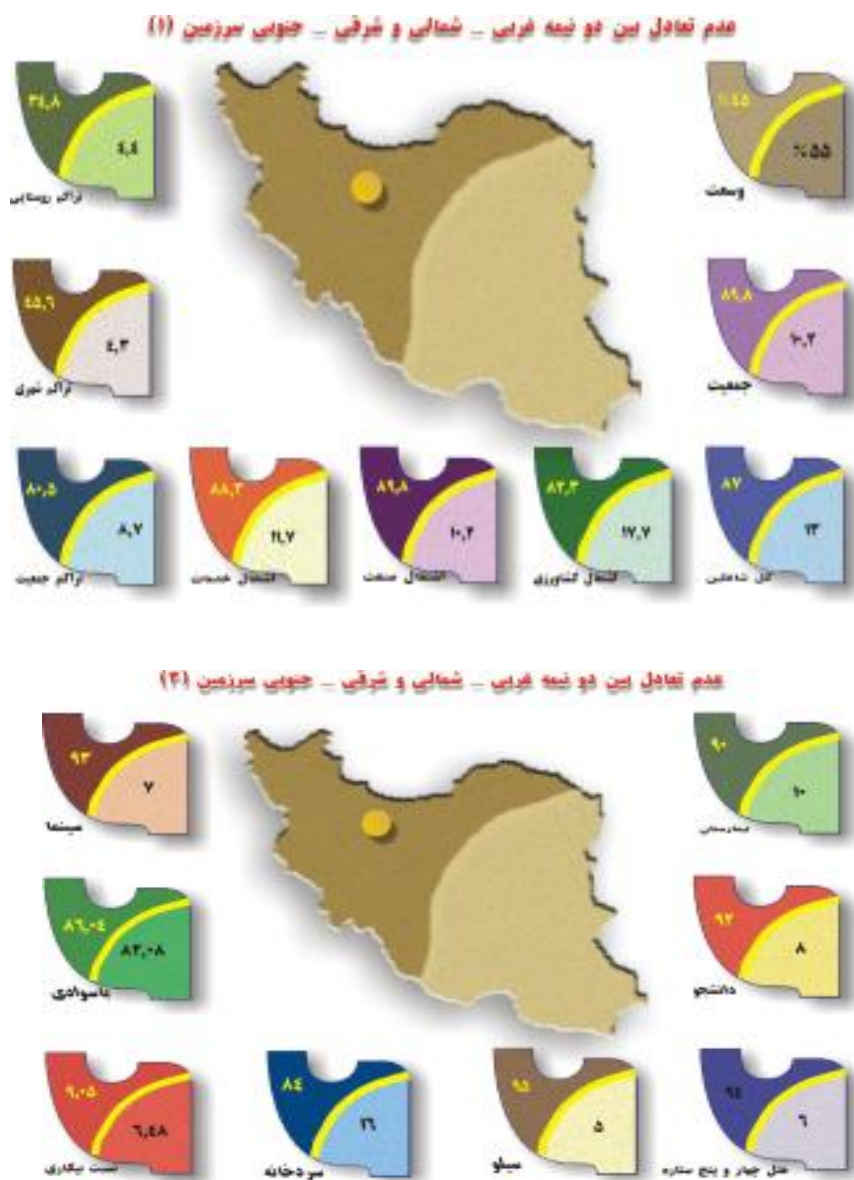 عدم تعادل بین دو نیمه غربی _ شمالی و شرقی _ جنوبی سرزمین (۱)
٪۴۵
٪۵۵
وسعت
۳۴,۸
۴,۴
تراکم روستایی
۸۹,۸
۱۰,۲
جمعیت
۴۵,۶
۴,۳
تراکم شهری
۸۷
۱۳
کل شاغلین
۸۲,۳
۱۷,۷
اشتغال کشاورزی
۸۹,۸
۱۰,۲
اشتغال صنعت
۸۸,۳
۱۱,۷
اشتغال خدمات
۸۰,۵
۸,۷
تراکم جمعیت
عدم تعادل بین دو نیمه غربی _ شمالی و شرقی _ جنوبی سرزمین (۲)
۹۰
۱۰
۹۳
۷
سینما
۹۲
۸
دانشجو
۸۶,۰۴
۸۲,۰۸
باسوادی
۹۴
۶
هتل چهار و پنج ستاره
۹۵
۵
سیلو
۸۴
۱۶
سردخانه
۹,۰۵
۶,۴۸
نسبت بیکاری